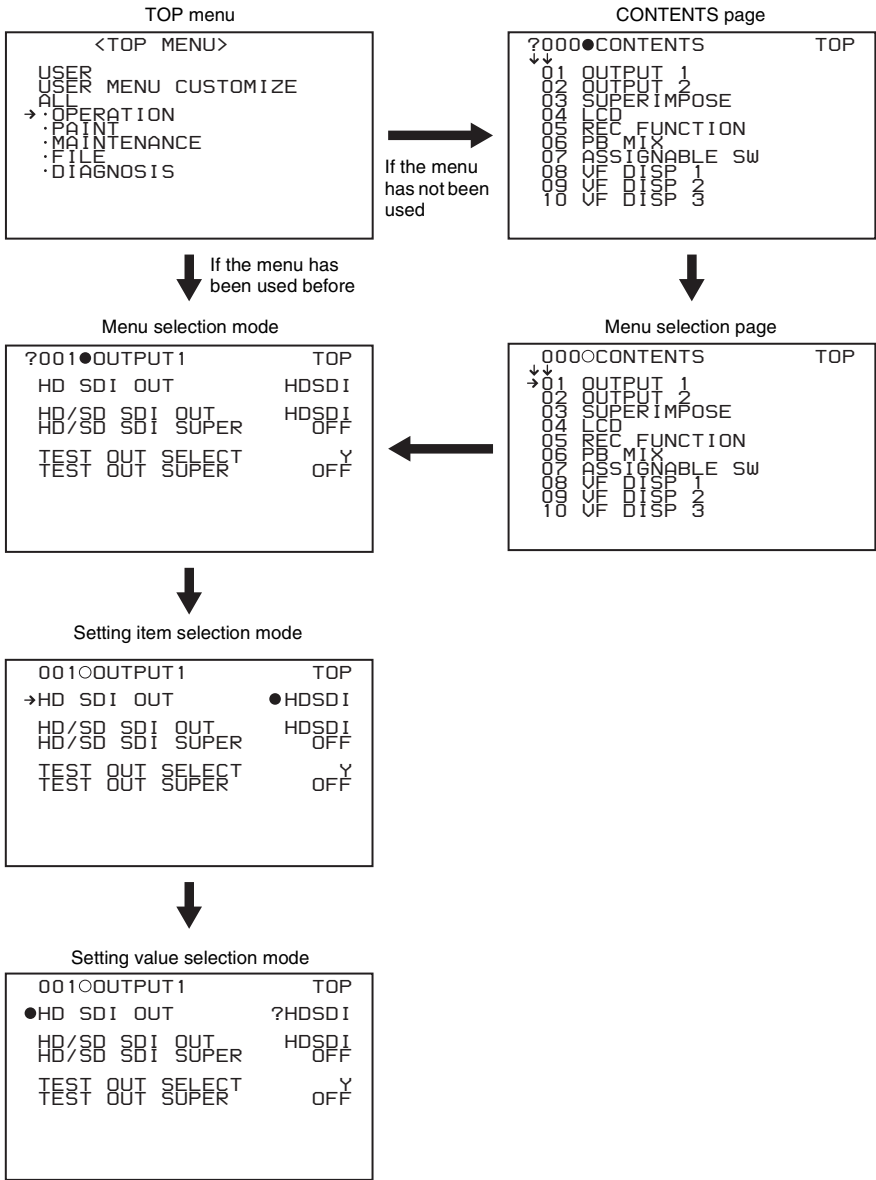 TOP menu
<TOP MENU>
USER
USER MENU CUSTOMIZE
ALL
→·OPERATION
·PAINT
·MAINTENANCE
·FILE
·DIAGNOSIS
If the menu
has not been
used
CONTENTS page
?000●CONTENTS TOP
↓↓
01 OUTPUT 1
02 OUTPUT 2
03 SUPERIMPOSE
04 LCD
05 REC FUNCTION
06 PB MIX
07 ASSIGNABLE SW
08 VF DISP 1
09 VF DISP 2
10 VF DISP 3
If the menu has
been used before
Menu selection mode
?001●OUTPUT1 TOP
HD SDI OUT HDSDI
HD/SD SDI OUT HDSDI
HD/SD SDI SUPER OFF
TEST OUT SELECT Y
TEST OUT SUPER OFF
Menu selection page
000○CONTENTS TOP
↓↓
→01 OUTPUT 1
02 OUTPUT 2
03 SUPERIMPOSE
04 LCD
05 REC FUNCTION
06 PB MIX
07 ASSIGNABLE SW
08 VF DISP 1
09 VF DISP 2
10 VF DISP 3
Setting item selection mode
001○OUTPUT1 TOP
→HD SDI OUT ●HDSDI
HD/SD SDI OUT HDSDI
HD/SD SDI SUPER OFF
TEST OUT SELECT Y
TEST OUT SUPER OFF
Setting value selection mode
001○OUTPUT1 TOP
●HD SDI OUT ?HDSDI
HD/SD SDI OUT HDSDI
HD/SD SDI SUPER OFF
TEST OUT SELECT Y
TEST OUT SUPER OFF